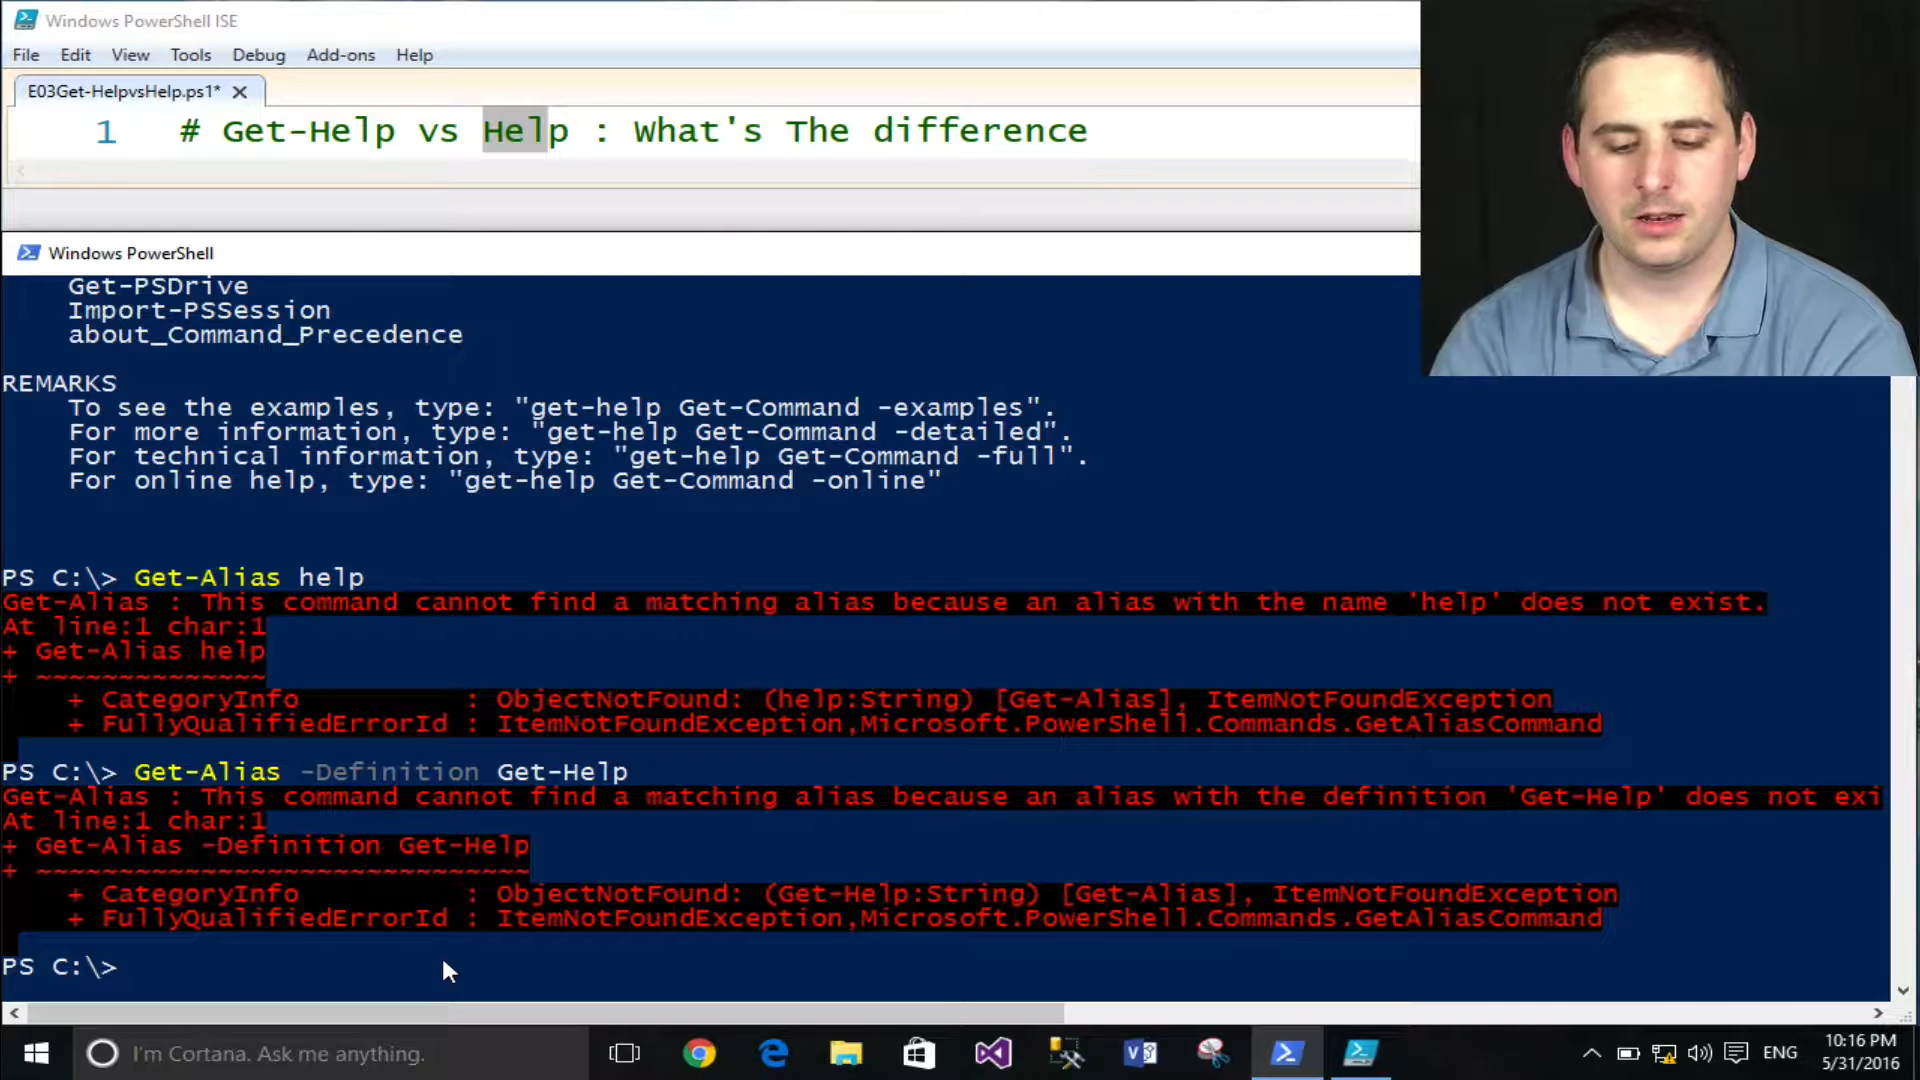 Windows PowerShell ISE
File Edit View Tools Debug Add-ons Help
E03Get-HelpvsHelp.ps1*
1 # Get-Help vs Help : What's The difference
Windows PowerShell
Get-PSDrive
Import-PSSession
about_Command_Precedence
REMARKS
To see the examples, type: "get-help Get-Command -examples".
For more information, type: "get-help Get-Command -detailed".
For technical information, type: "get-help Get-Command -full".
For online help, type: "get-help Get-Command -online"
PS C:\> Get-Alias help
Get-Alias : This command cannot find a matching alias because an alias with the name 'help' does not exist.
At line:1 char:1
+ Get-Alias help
+ ~~~~~~~~~~~~~~
+ CategoryInfo : ObjectNotFound: (help:String) [Get-Alias], ItemNotFoundException
+ FullyQualifiedErrorId : ItemNotFoundException,Microsoft.PowerShell.Commands.GetAliasCommand
PS C:\> Get-Alias -Definition Get-Help
Get-Alias : This command cannot find a matching alias because an alias with the definition 'Get-Help' does not exi
At line:1 char:1
+ Get-Alias -Definition Get-Help
+ ~~~~~~~~~~~~~~~~~~~~~~~~~~~~~~
+ CategoryInfo : ObjectNotFound: (Get-Help:String) [Get-Alias], ItemNotFoundException
+ FullyQualifiedErrorId : ItemNotFoundException,Microsoft.PowerShell.Commands.GetAliasCommand
PS C:\>
I'm Cortana. Ask me anything.
ENG
10:16 PM
5/31/2016